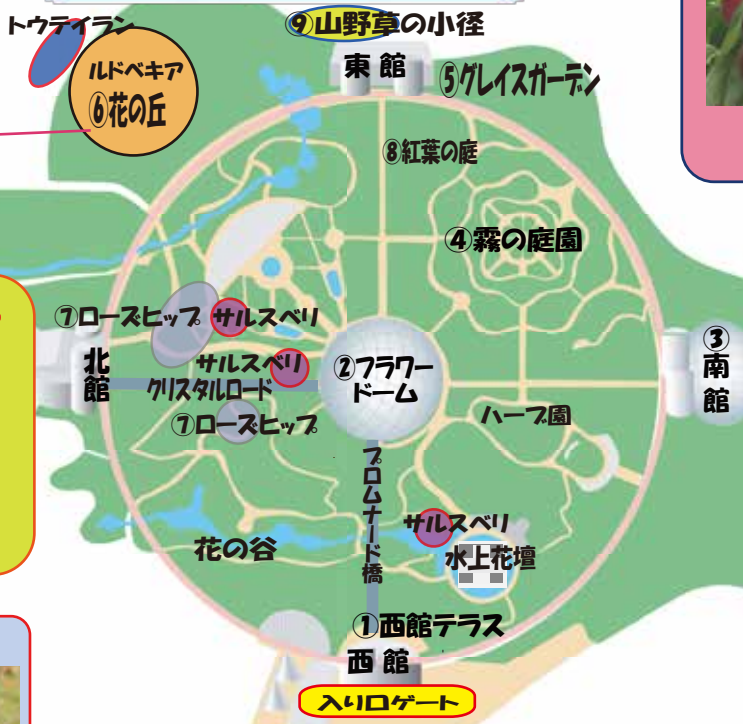 トウテイラン
⑨山野草の小径
東館
⑤グレイスガーデン
ルドベキア
⑥花の丘
⑧紅葉の庭
④霧の庭園
⑦ローズヒップ
サルスベリ
②フラワー
ドーム
③
南
館
北
館
サルスベリ
クリスタルロード
⑦ローズヒップ
ハーブ園
プロムナード橋
サルスベリ
花の谷
水上花壇
①西館テラス
西館
入り口ゲート